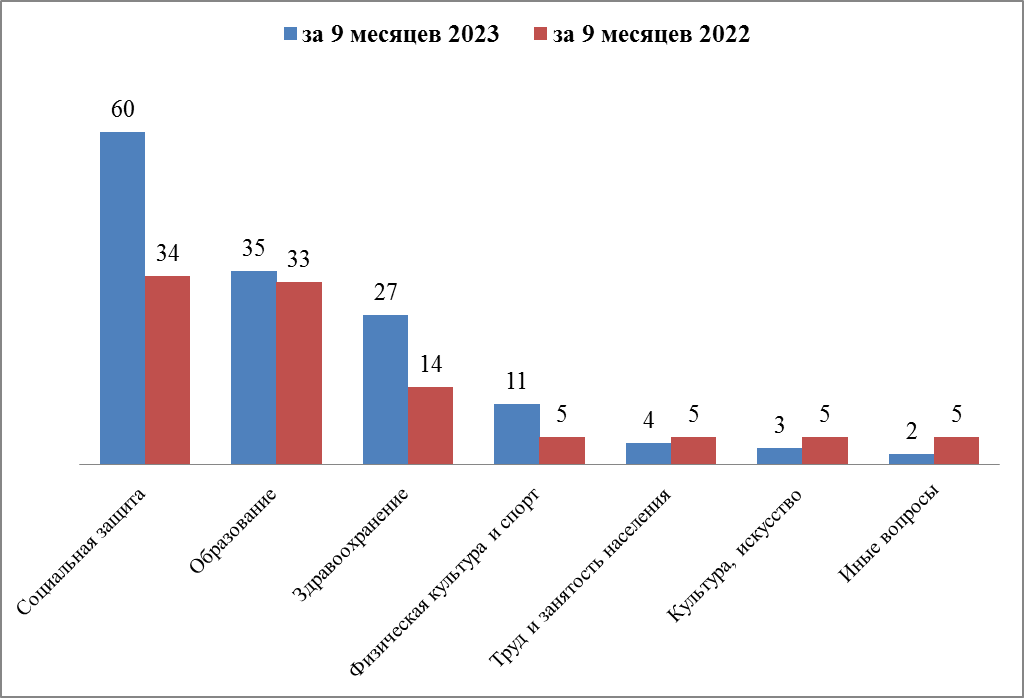 за 9 месяцев 2023 за 9 месяцев 2022
60
34
35
33
27
14
11
5
4
5
3
5
2
5
Социальная защита
Образование
Здравоохранение
Физическая культура и спорт
Труд и занятость населения
Культура, искусство
Иные вопросы